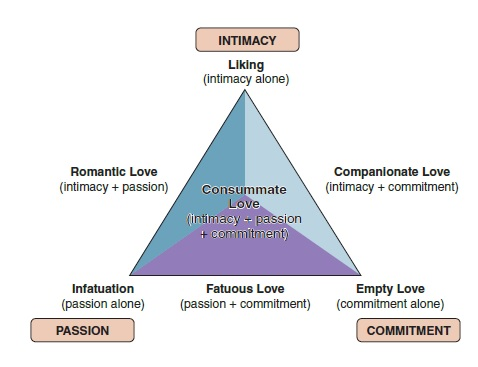 INTIMACY
Liking
(intimacy alone)
Romantic Love
(intimacy + passion)
Companionate Love
(intimacy + commitment)
Consummate
Love
(intimacy + passion
+ commitment)
Infatuation
(passion alone)
Fatuous Love
(passion + commitment)
Empty Love
(commitment alone)
PASSION
COMMITMENT